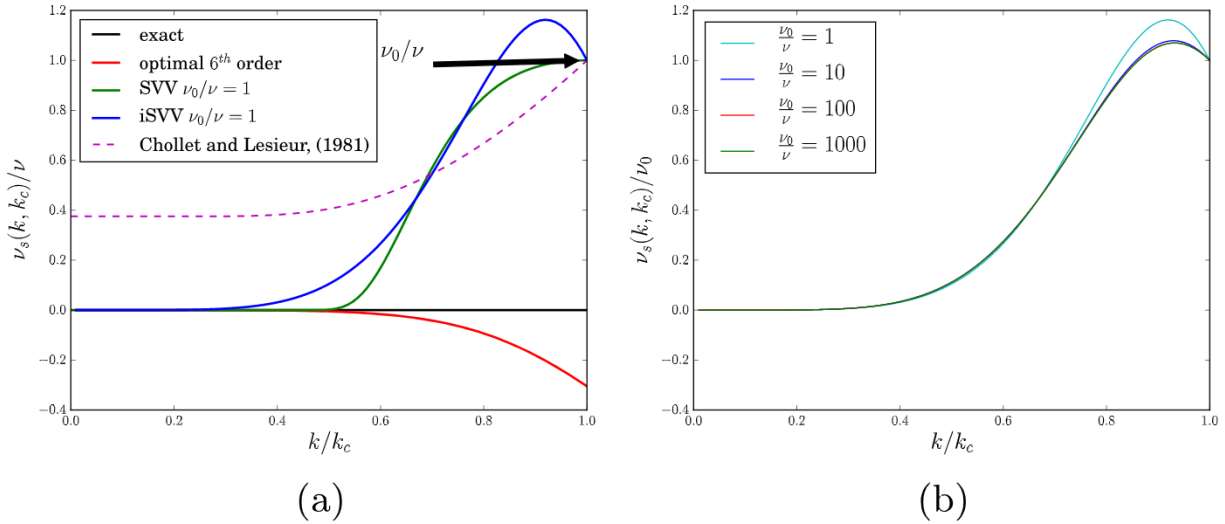 exact
optimal 6th order
SVV ν0/ν = 1
iSVV ν0/ν = 1
Chollet and Lesieur, (1981)
ν0/ν
1.2
1.0
0.8
0.6
0.4
0.2
0.0
−0.2
−0.4
0.0 0.2 0.4 0.6 0.8 1.0
νs(k, kc)/ν
k/kc
(a)
ν0/ν = 1
ν0/ν = 10
ν0/ν = 100
ν0/ν = 1000
1.2
1.0
0.8
0.6
0.4
0.2
0.0
−0.2
−0.4
0.0 0.2 0.4 0.6 0.8 1.0
νs(k, kc)/ν0
k/kc
(b)